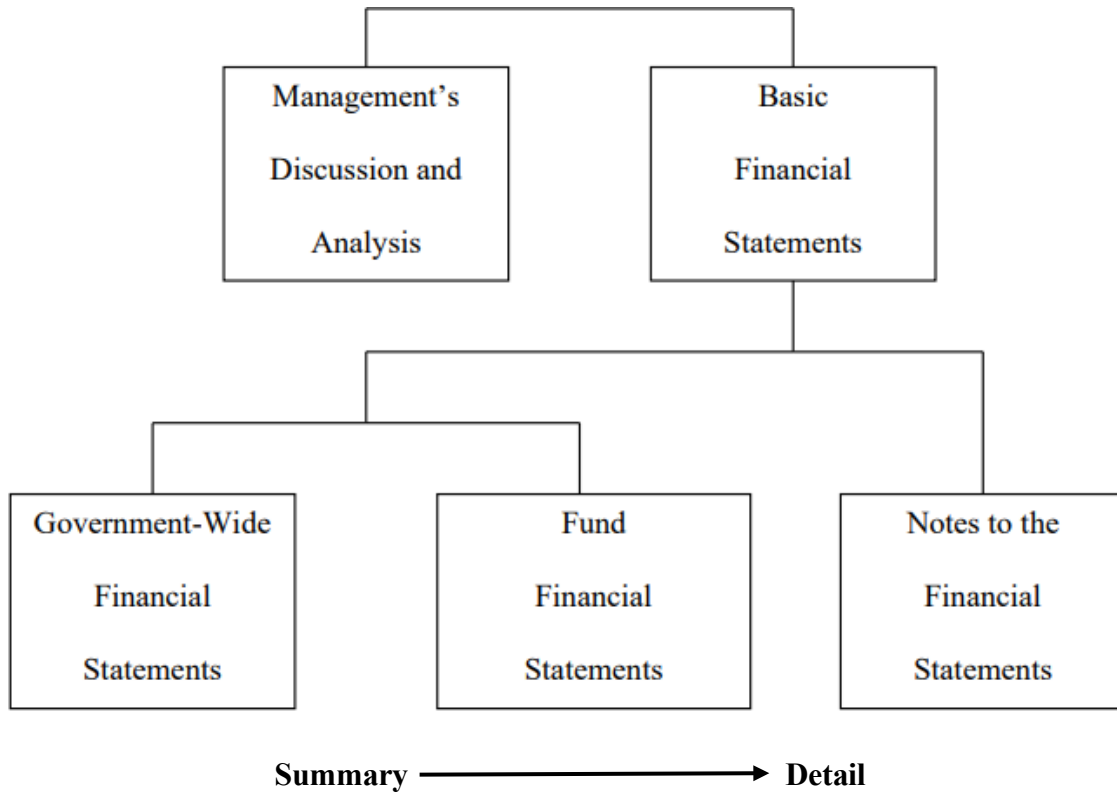 Management’s
Discussion and
Analysis
Basic
Financial
Statements
Government-Wide
Financial
Statements
Fund
Financial
Statements
Notes to the
Financial
Statements
Summary
Detail